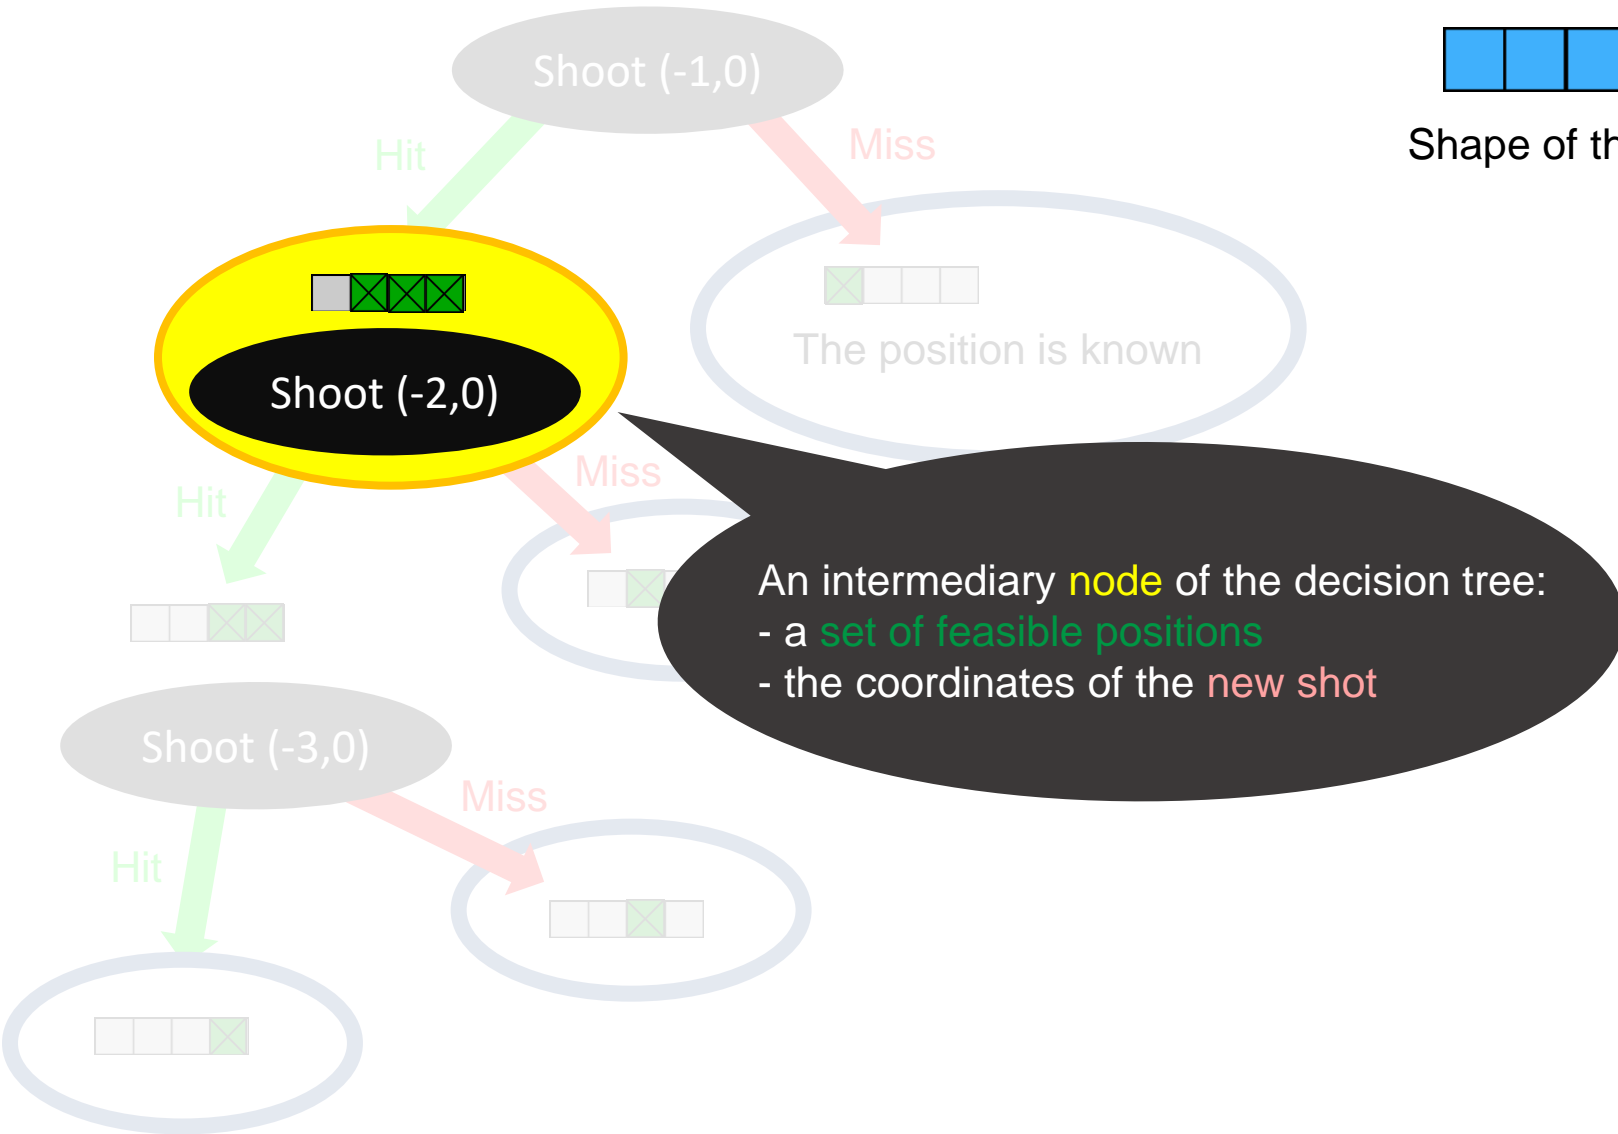 Shoot (-1,0)
Hit
Miss
Shape of
The position is known
Shoot (-2,0)
Hit
Miss
An intermediary node of the decision tree:
- a set of feasible positions
- the coordinates of the new shot
Shoot (-3,0)
Hit
Miss